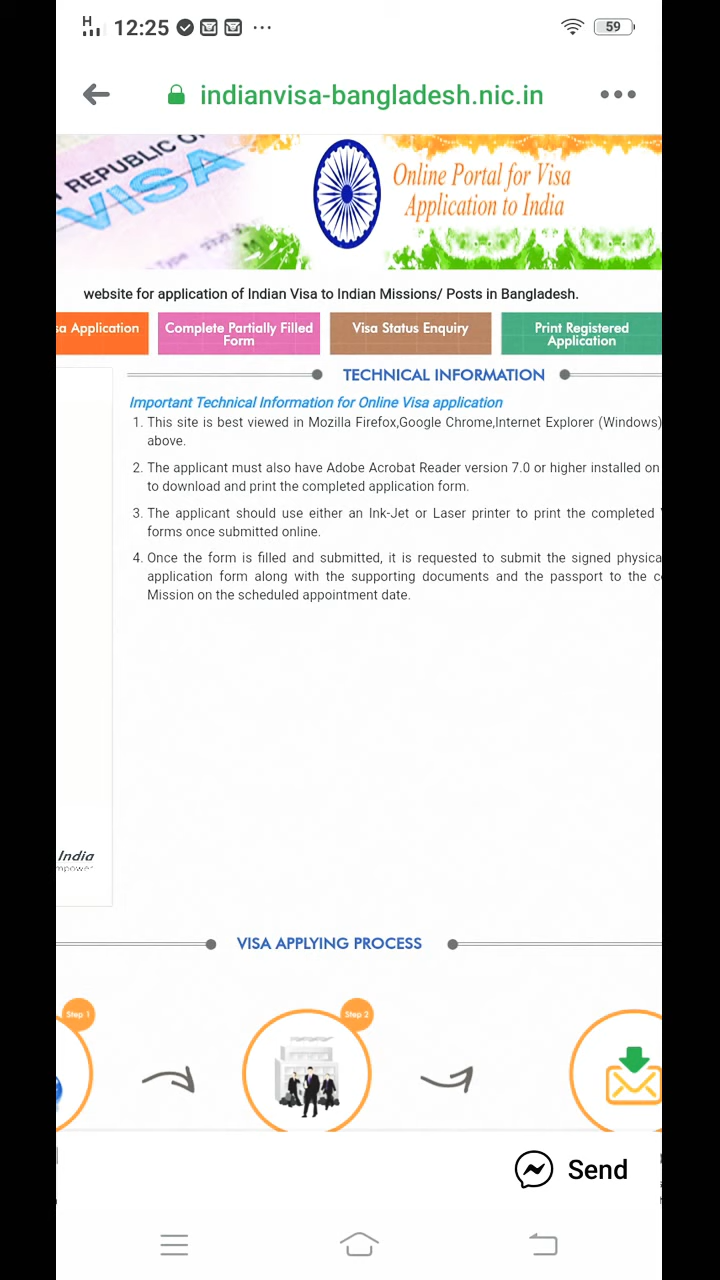 H
12:25
59
indianvisa-bangladesh.nic.in
REPUBLIC O
VISA
Type
Online Portal for Visa
Application to India
website for application of Indian Visa to Indian Missions/ Posts in Bangladesh.
sa Application
Complete Partially Filled
Form
Visa Status Enquiry
Print Registered
Application
TECHNICAL INFORMATION
Important Technical Information for Online Visa application
1. This site is best viewed in Mozilla Firefox,Google Chrome,Internet Explorer (Windows)
above.
2. The applicant must also have Adobe Acrobat Reader version 7.0 or higher installed on
to download and print the completed application form.
3. The applicant should use either an Ink-Jet or Laser printer to print the completed
forms once submitted online.
4. Once the form is filled and submitted, it is requested to submit the signed physica
application form along with the supporting documents and the passport to the c
Mission on the scheduled appointment date.
India
mpower
VISA APPLYING PROCESS
Step 1
Step 2
Send